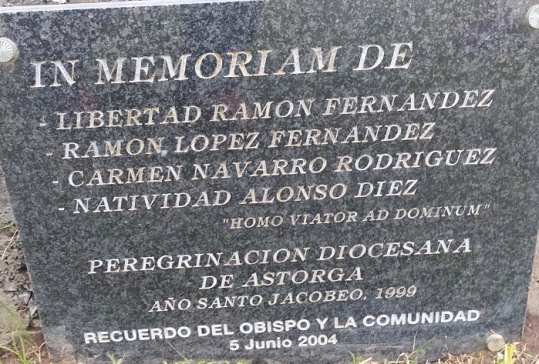 IN MEMORIAM DE
- LIBERTAD RAMON FERNANDEZ
- RAMON LOPEZ FERNANDEZ
- CARMEN NAVARRO RODRIGUEZ
- NATIVIDAD ALONSO DIEZ
"HOMO VIATOR AD DOMINUM"
PEREGRINACION DIOCESANA
DE ASTORGA
AÑO SANTO JACOBEO, 1999
RECUERDO DEL OBISPO Y LA COMUNIDAD
5 Junio 2004